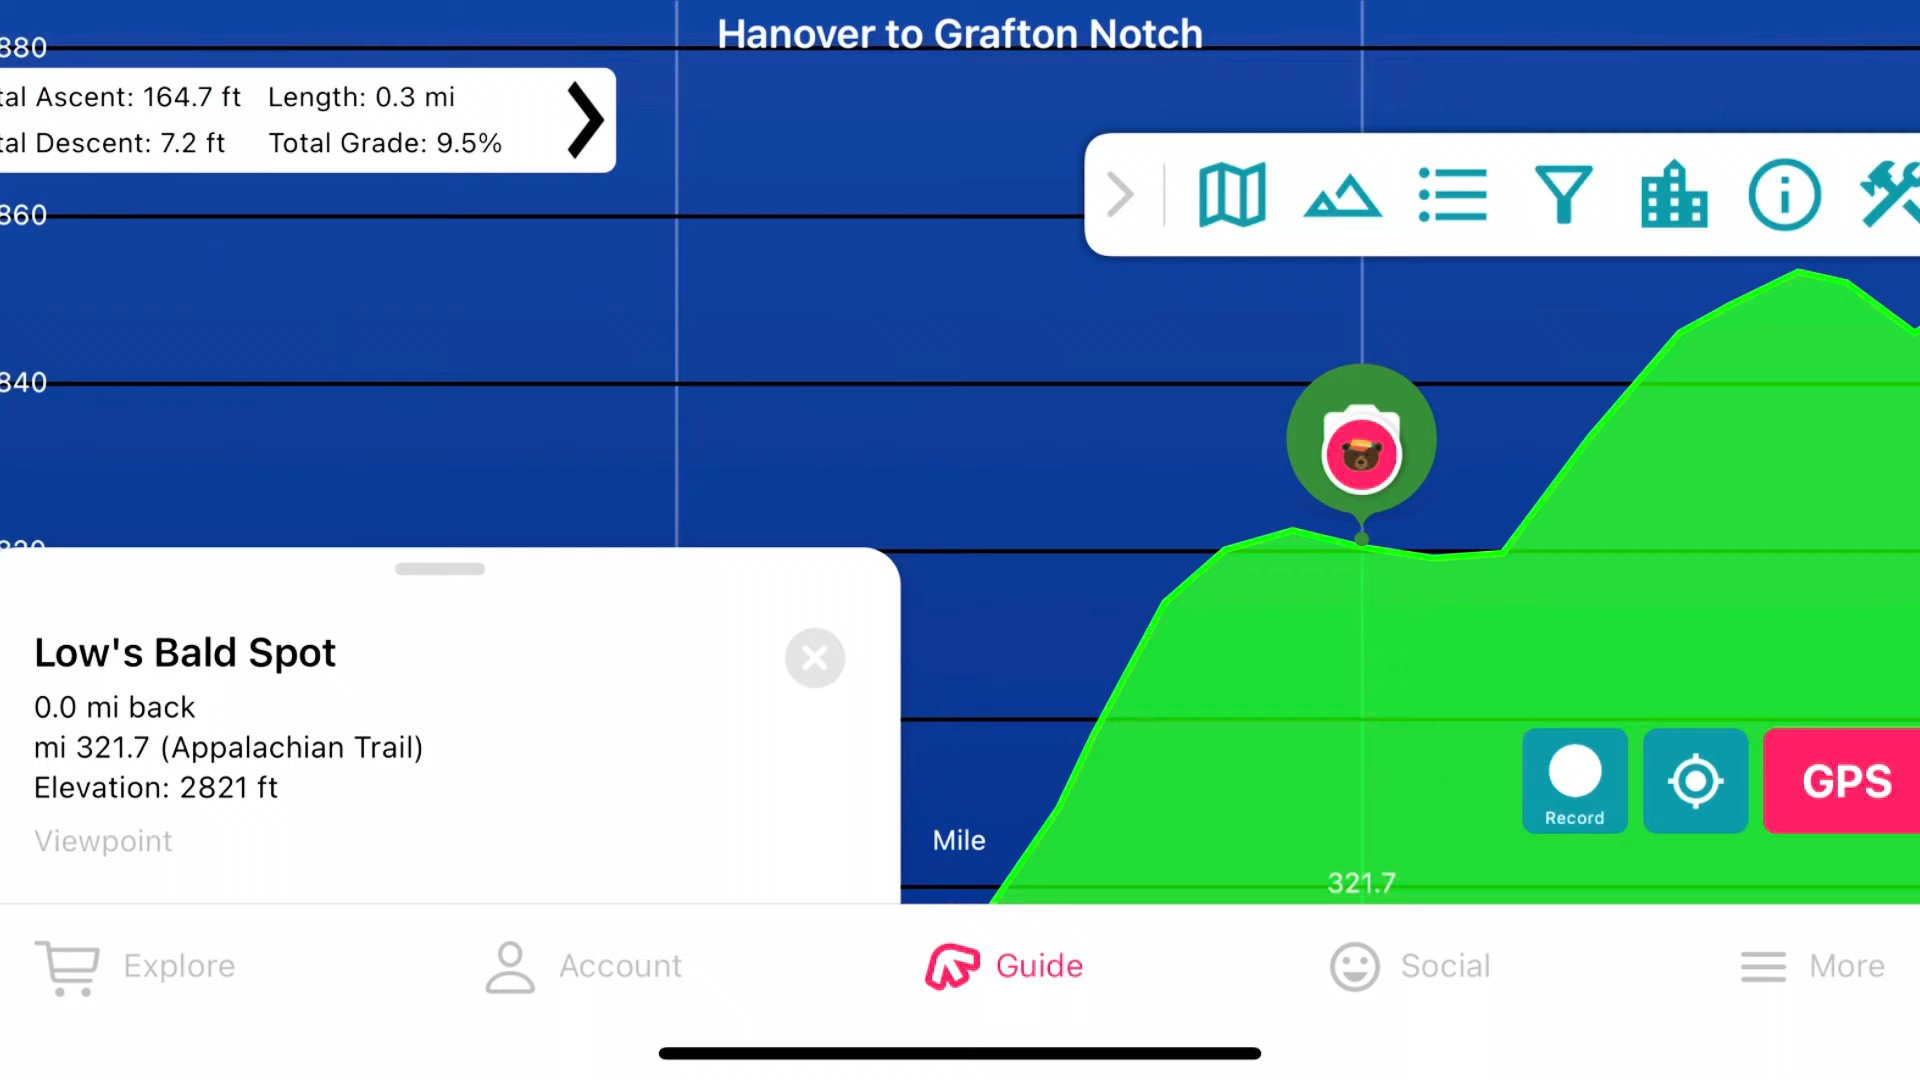 Hanover to Grafton Notch
880
tal Ascent: 164.7 ft Length: 0.3 mi
tal Descent: 7.2 ft Total Grade: 9.5%
860
840
Low's Bald Spot
0.0 mi back
mi 321.7 (Appalachian Trail)
Elevation: 2821 ft
Viewpoint
Mile
321.7
Record
GPS
Explore
Account
Guide
Social
More